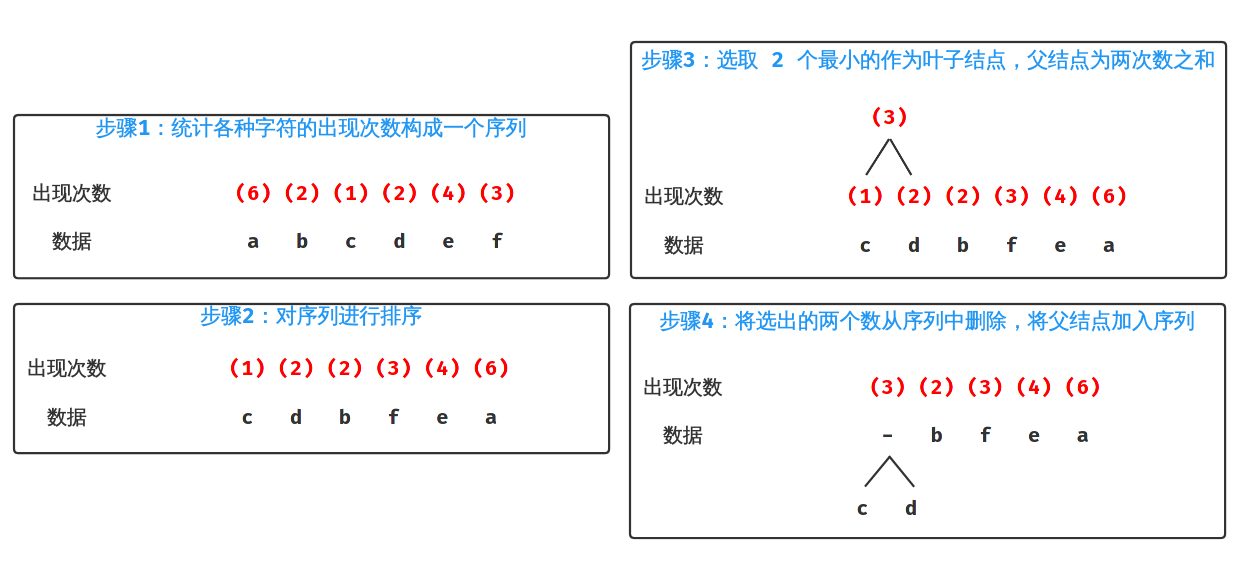 步骤1：统计各种字符的出现次数构成一个序列
出现次数 (6) (2) (1) (2) (4) (3)
数据 a b c d e f
步骤2：对序列进行排序
出现次数 (1) (2) (2) (3) (4) (6)
数据 c d b f e a
步骤3：选取 2 个最小的作为叶子结点，父结点为两次数之和
(3)
出现次数 (1) (2) (2) (3) (4) (6)
数据 c d b f e a
步骤4：将选出的两个数从序列中删除，将父结点加入序列
出现次数 (3) (2) (3) (4) (6)
数据 - b f e a
c d